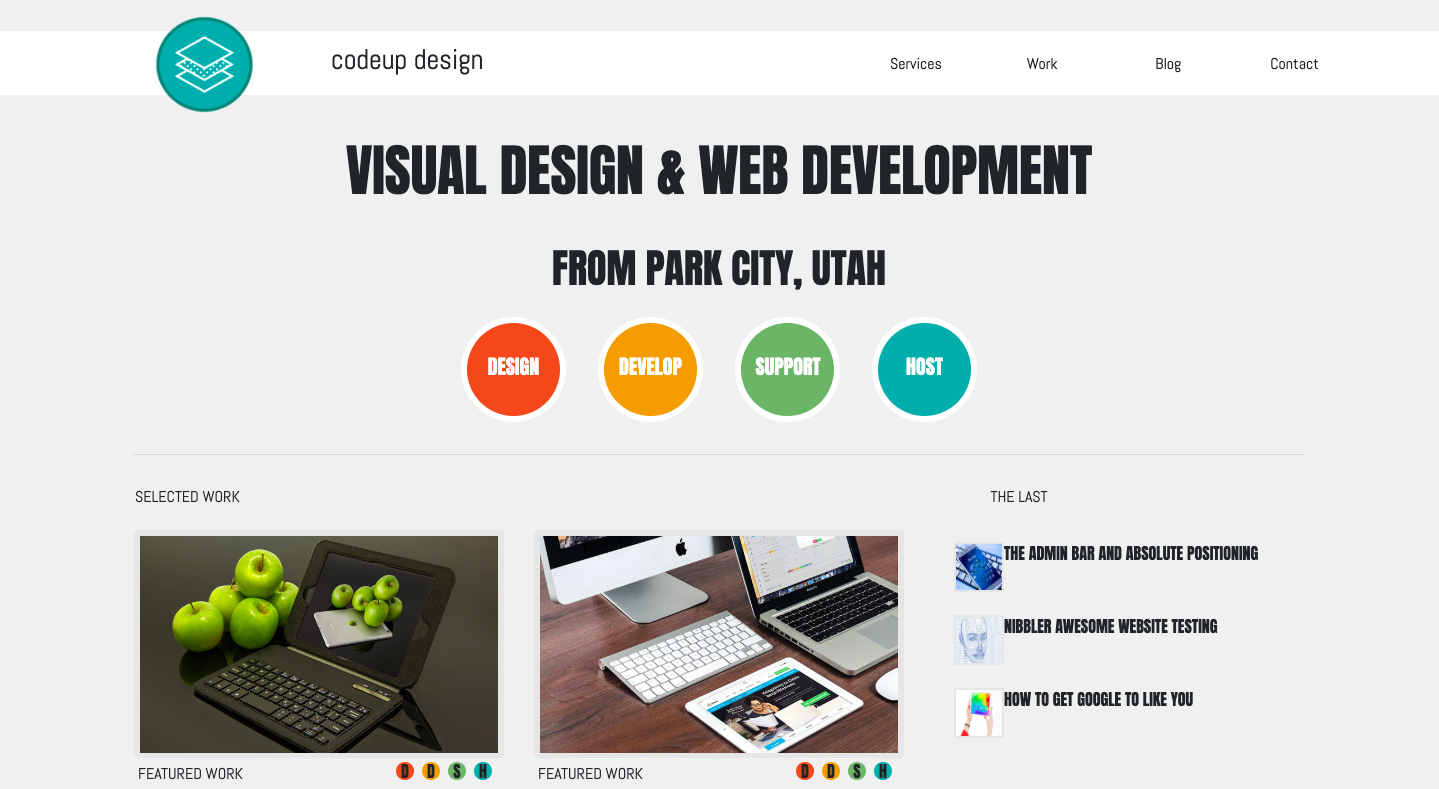 codeup design
Services Work Blog Contact
VISUAL DESIGN & WEB DEVELOPMENT
FROM PARK CITY, UTAH
DESIGN DEVELOP SUPPORT HOST
SELECTED WORK
THE LAST
THE ADMIN BAR AND ABSOLUTE POSITIONING
NIBBLER AWESOME WEBSITE TESTING
HOW TO GET GOOGLE TO LIKE YOU
FEATURED WORK D D S H
FEATURED WORK D D S H